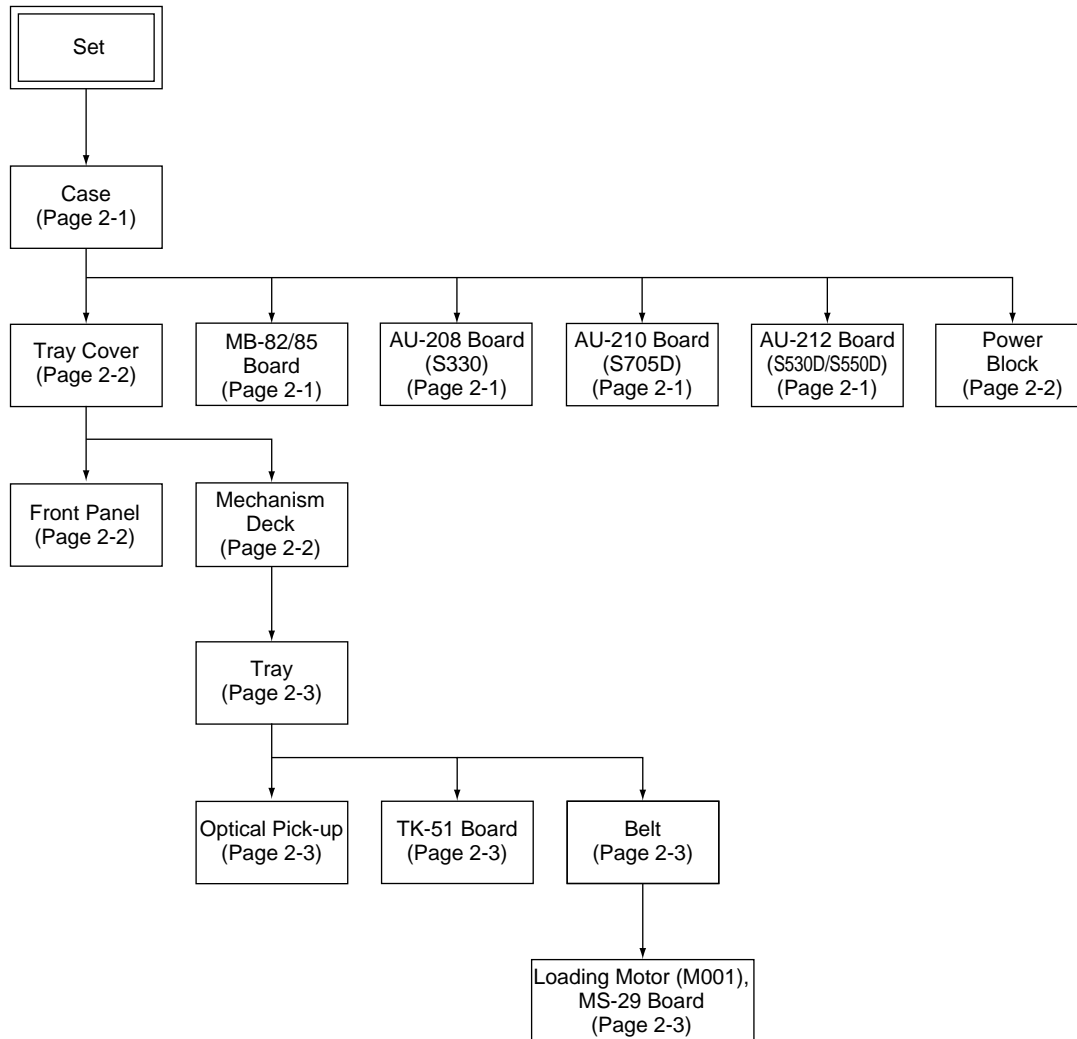 Set
Case
(Page 2-1)
Tray Cover
(Page 2-2)
MB-82/85
Board
(Page 2-1)
AU-208 Board
(S330)
(Page 2-1)
AU-210 Board
(S705D)
(Page 2-1)
AU-212 Board
(S530D/S550D)
(Page 2-1)
Power
Block
(Page 2-2)
Front Panel
(Page 2-2)
Mechanism
Deck
(Page 2-2)
Tray
(Page 2-3)
Optical Pick-up
(Page 2-3)
TK-51 Board
(Page 2-3)
Belt
(Page 2-3)
Loading Motor (M001),
MS-29 Board
(Page 2-3)